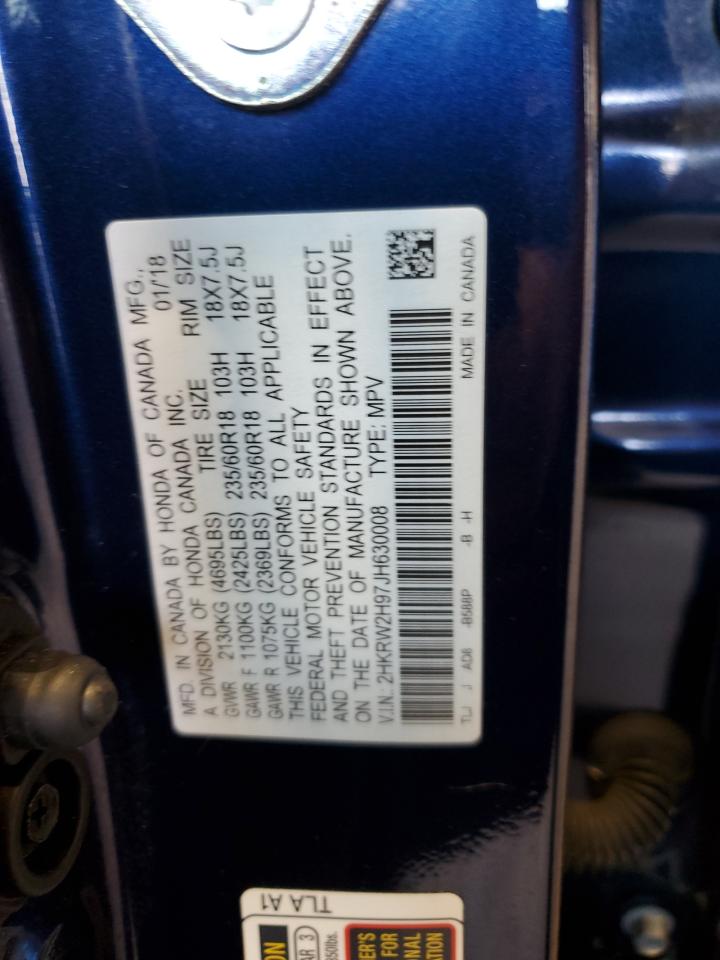 MFD. IN CANADA BY HONDA OF CANADA MFG.,
A DIVISION OF HONDA CANADA INC. 01/18
GVWR 2130KG (4695LBS) TIRE SIZE RIM SIZE
GAWR F 1100KG (2425LBS) 235/60R18 103H 18X7.5J
GAWR R 1075KG (2369LBS) 235/60R18 103H 18X7.5J
THIS VEHICLE CONFORMS TO ALL APPLICABLE
FEDERAL MOTOR VEHICLE SAFETY
AND THEFT PREVENTION STANDARDS IN EFFECT
ON THE DATE OF MANUFACTURE SHOWN ABOVE.
V.I.N: 2HKRW2H97JH630008 TYPE: MPV
J AD6 -B588P -B -H MADE IN CANADA
TLA A1